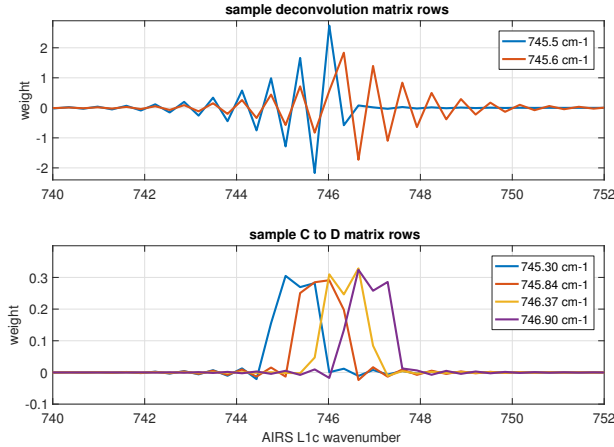 sample deconvolution matrix rows
weight
2
1
0
-1
-2
740 742 744 746 748 750 752
745.5 cm-1
745.6 cm-1
sample C to D matrix rows
weight
0.3
0.2
0.1
0
-0.1
740 742 744 746 748 750 752
AIRS L1c wavenumber
745.30 cm-1
745.84 cm-1
746.37 cm-1
746.90 cm-1